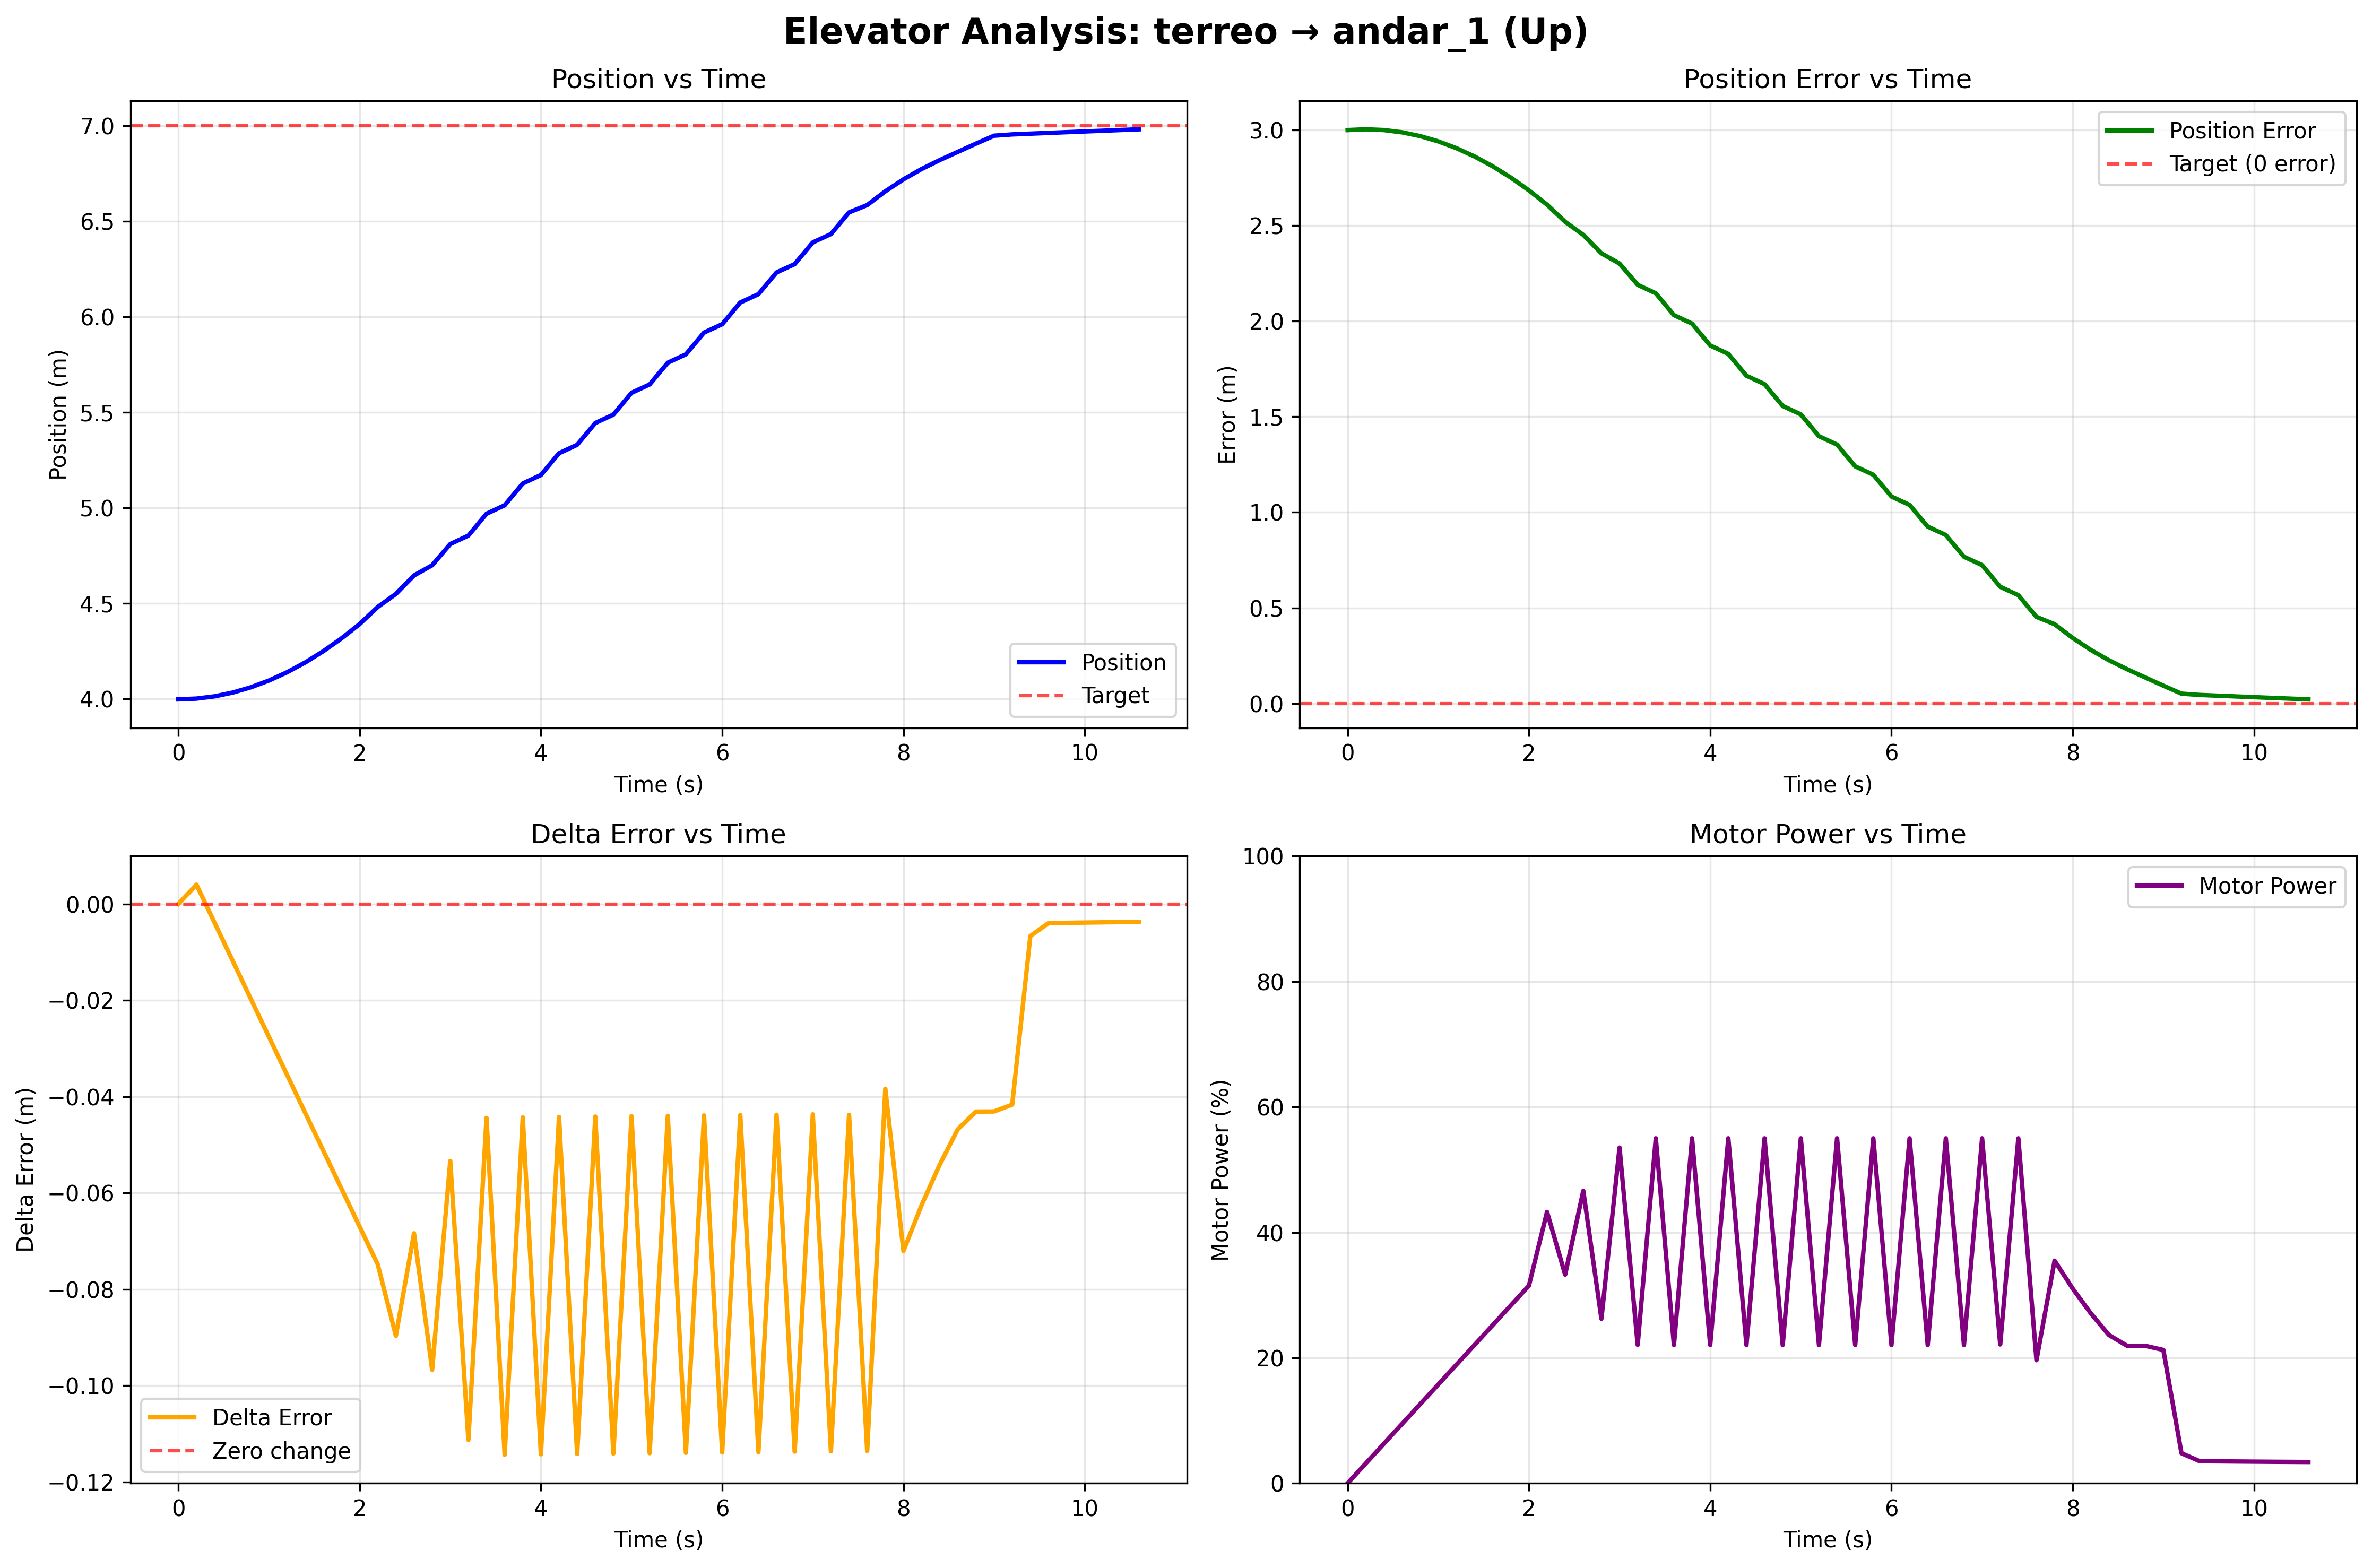 Elevator Analysis: terreo → andar_1 (Up)
Position vs Time
Position (m)
7.0
6.5
6.0
5.5
5.0
4.5
4.0
Position
Target
0 2 4 6 8 10
Time (s)
Position Error vs Time
Error (m)
3.0
2.5
2.0
1.5
1.0
0.5
0.0
Position Error
Target (0 error)
0 2 4 6 8 10
Time (s)
Delta Error vs Time
Delta Error (m)
0.00
−0.02
−0.04
−0.06
−0.08
−0.10
−0.12
Delta Error
Zero change
0 2 4 6 8 10
Time (s)
Motor Power vs Time
Motor Power (%)
100
80
60
40
20
0
Motor Power
0 2 4 6 8 10
Time (s)